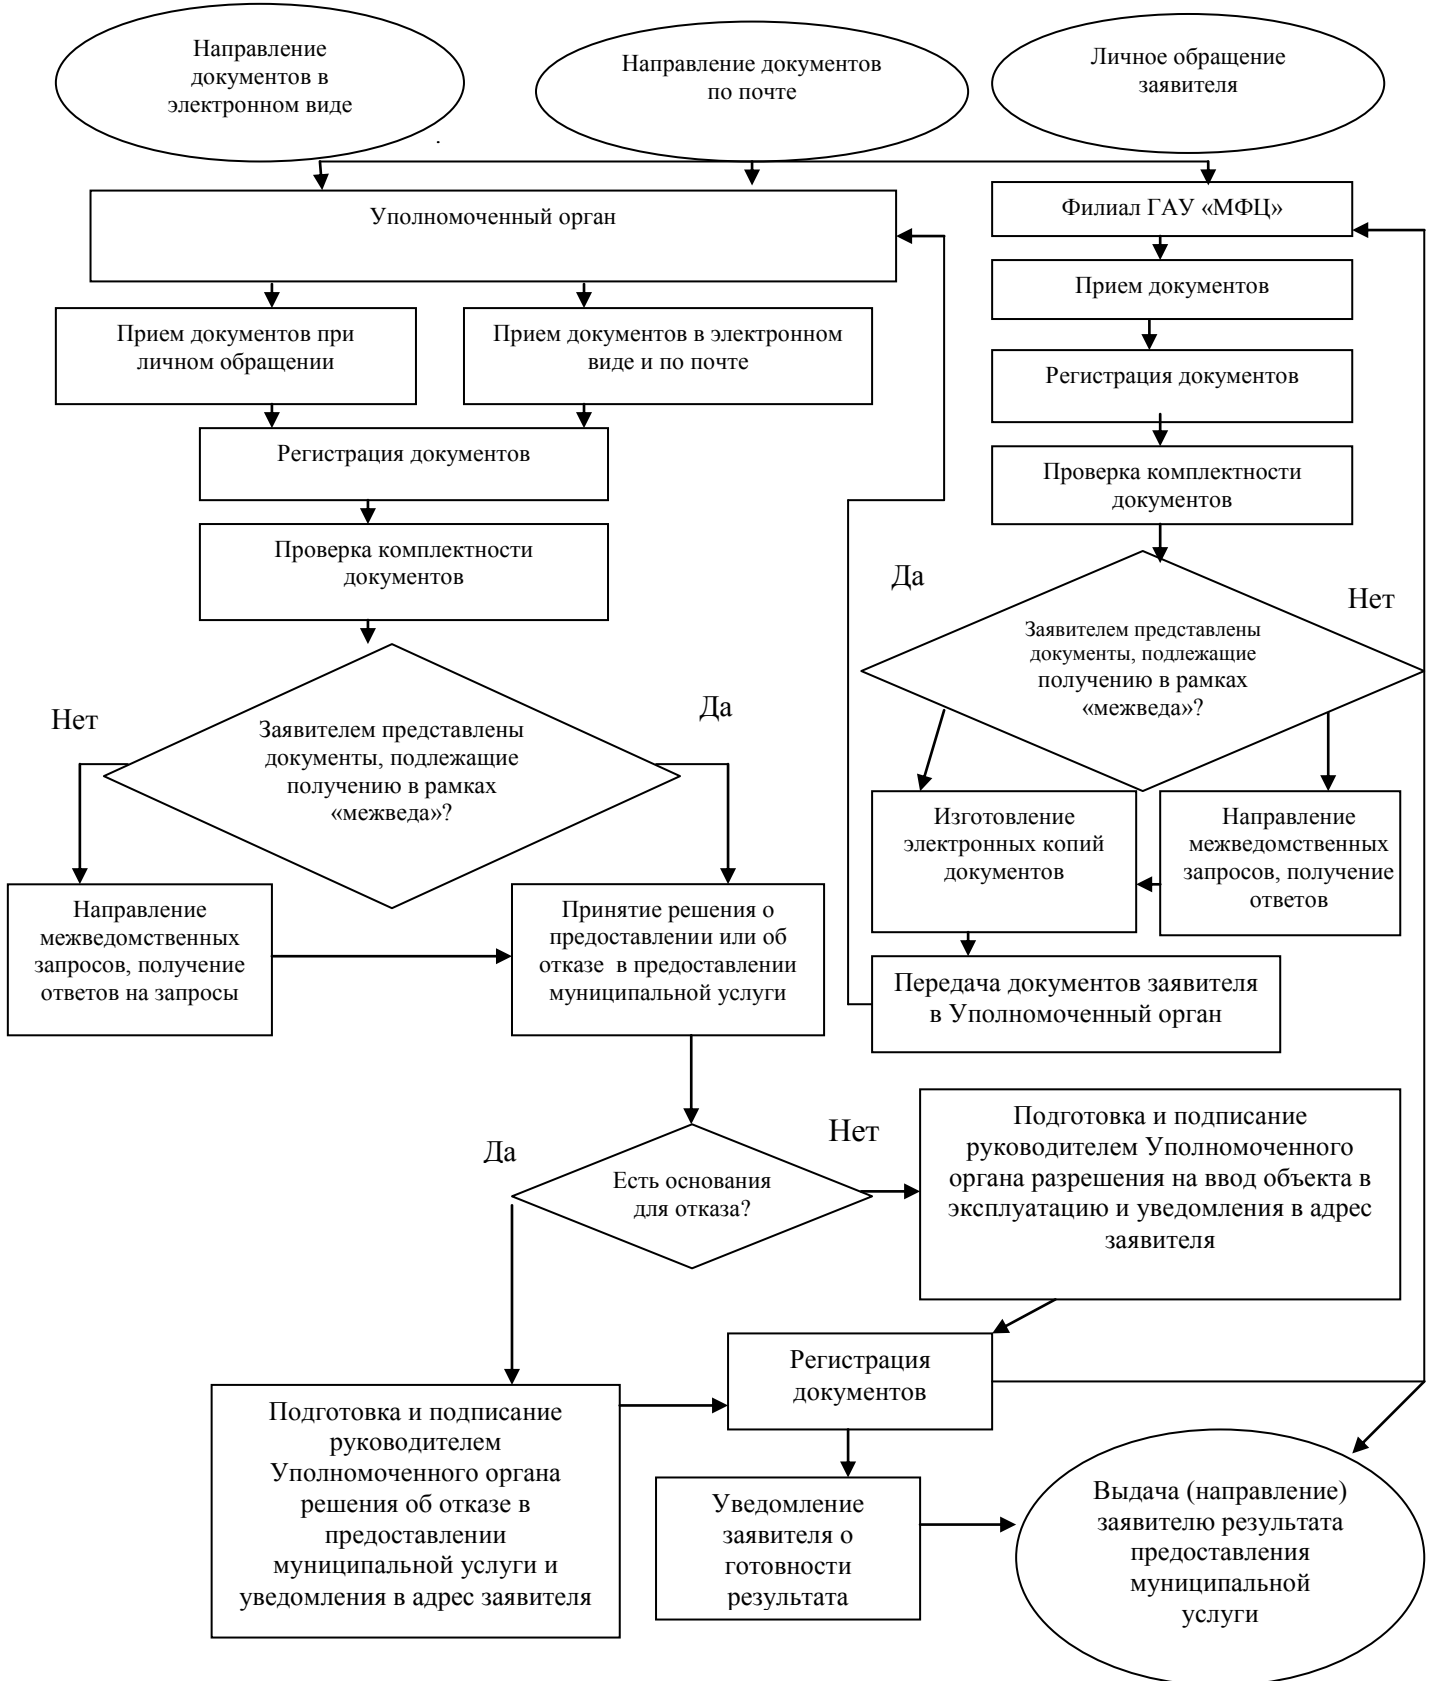 Направление
документов в
электронном виде
Направление документов
по почте
Личное обращение
заявителя
.
Уполномоченный орган
Филиал ГАУ «МФЦ»
Прием документов
Прием документов при
личном обращении
Прием документов в электронном
виде и по почте
Регистрация документов
Регистрация документов
Проверка комплектности
документов
Проверка комплектности
документов
Да
Нет
Заявителем представлены
документы, подлежащие
получению в рамках
«межведа»?
Нет
Да
Заявителем представлены
документы, подлежащие
получению в рамках
«межведа»?
Изготовление
электронных копий
документов
Направление
межведомственных
запросов, получение
ответов
Направление
межведомственных
запросов, получение
ответов на запросы
Принятие решения о
предоставлении или об
отказе в предоставлении
муниципальной услуги
Передача документов заявителя
в Уполномоченный орган
Да
Нет
Есть основания
для отказа?
Подготовка и подписание
руководителем Уполномоченного
органа разрешения на ввод объекта в
эксплуатацию и уведомления в адрес
заявителя
Регистрация
документов
Подготовка и подписание
руководителем
Уполномоченного органа
решения об отказе в
предоставлении
муниципальной услуги и
уведомления в адрес заявителя
Уведомление
заявителя о
готовности
результата
Выдача (направление)
заявителю результата
предоставления
муниципальной
услуги